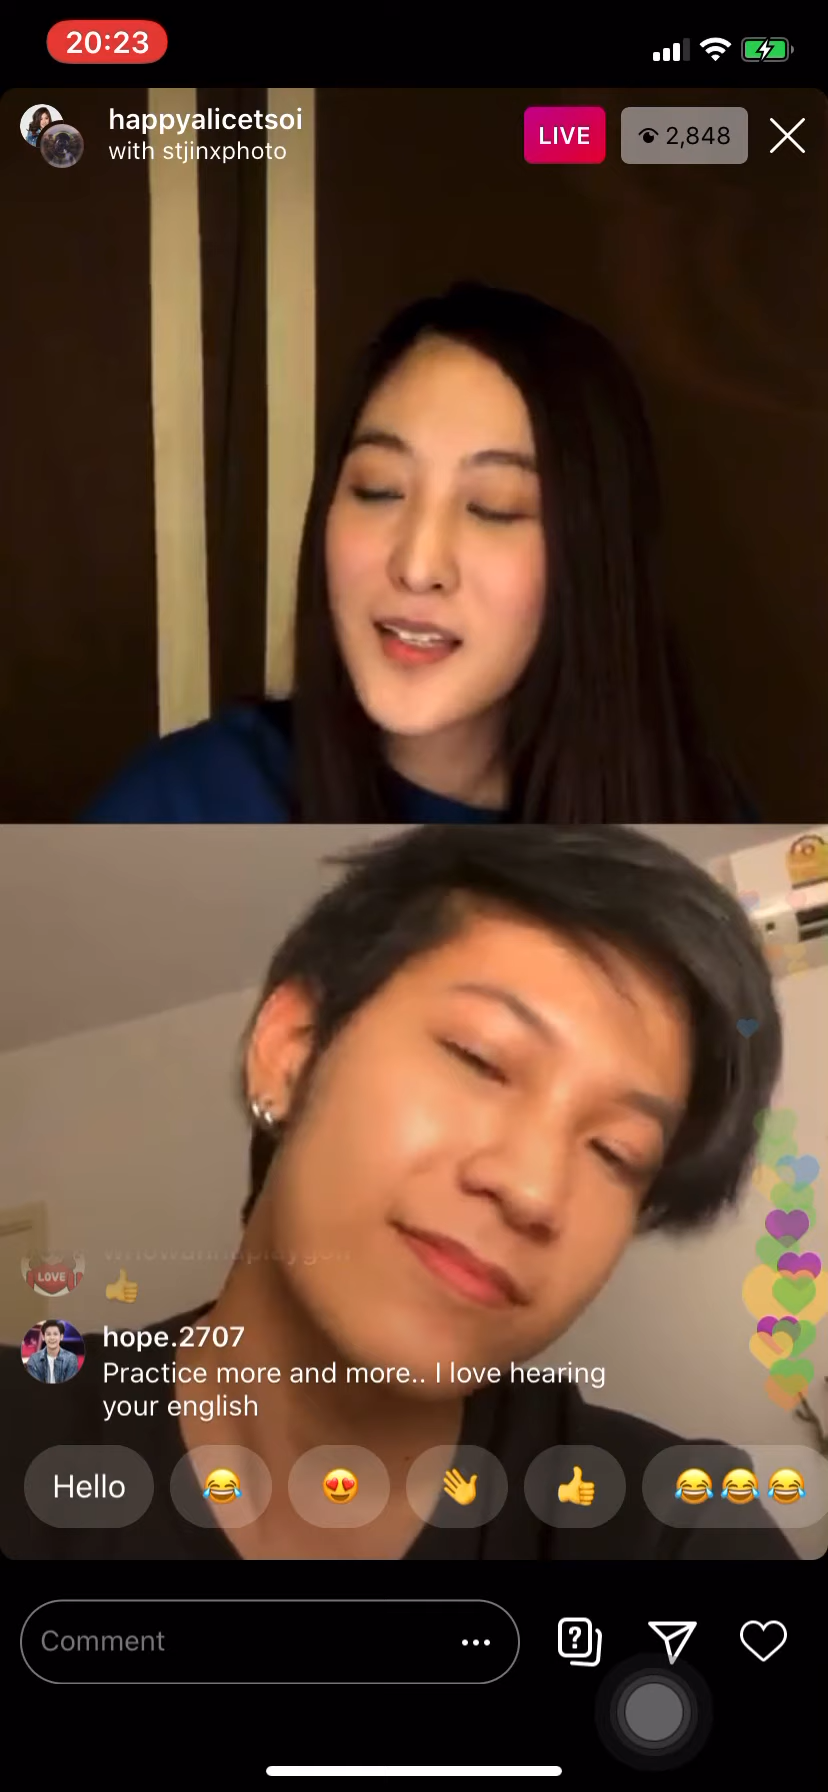 20:23
happyalicetsoi
with stjinxphoto
LIVE
2,848
LOVE
hope.2707
Practice more and more.. I love hearing
your english
Hello
Comment